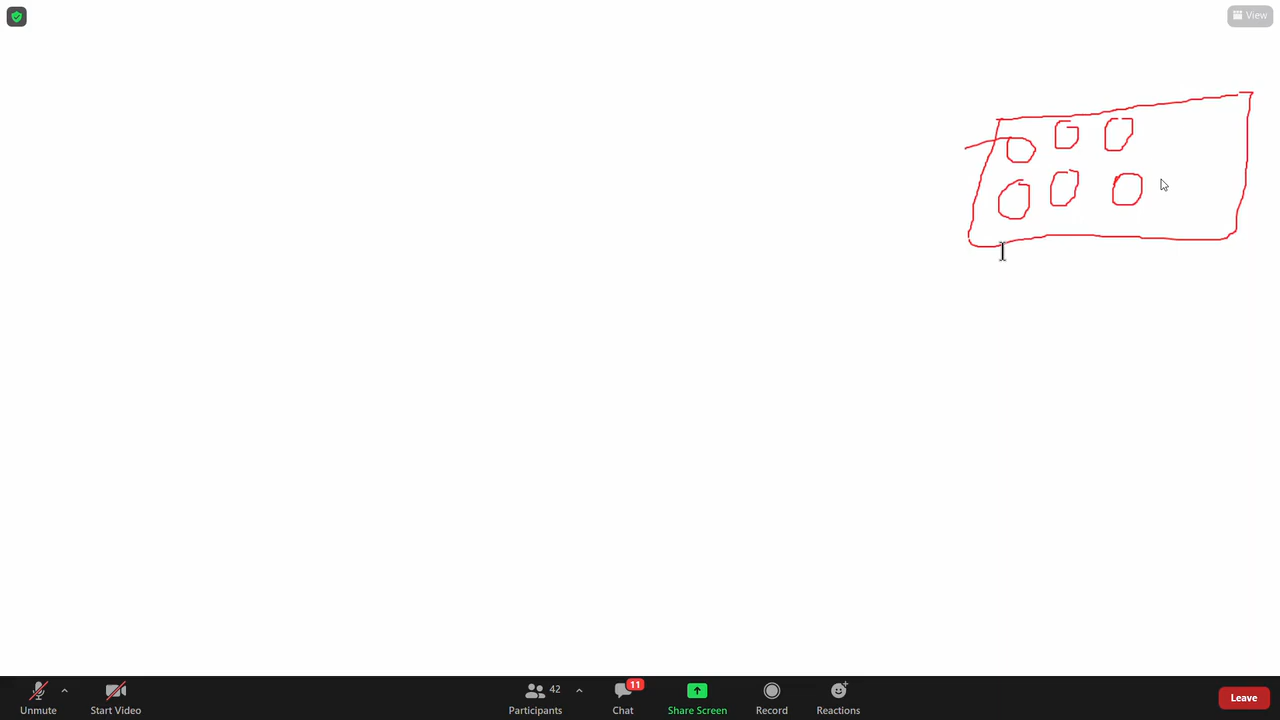 View
42
11
Unmute
Start Video
Participants
Chat
Share Screen
Record
Reactions
Leave